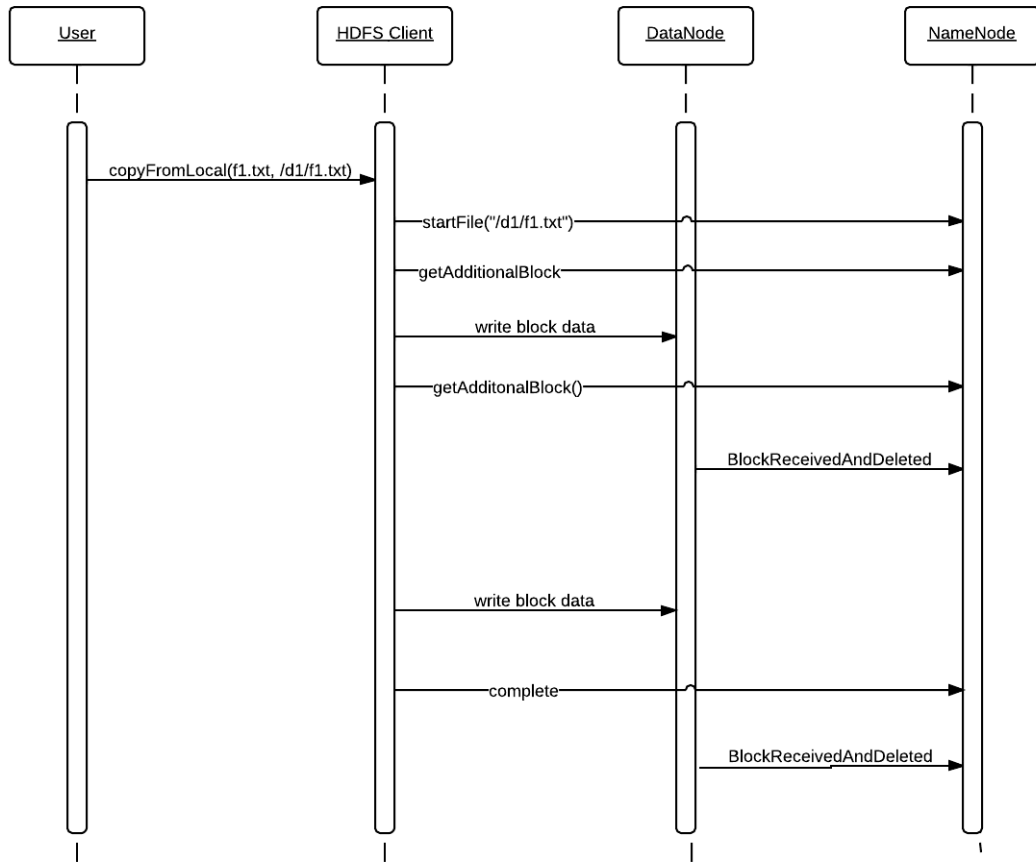 User
HDFS Client
DataNode
NameNode
copyFromLocal(f1.txt, /d1/f1.txt)
startFile("/d1/f1.txt")
getAdditionalBlock
write block data
getAdditonalBlock()
BlockReceivedAndDeleted
write block data
complete
BlockReceivedAndDeleted